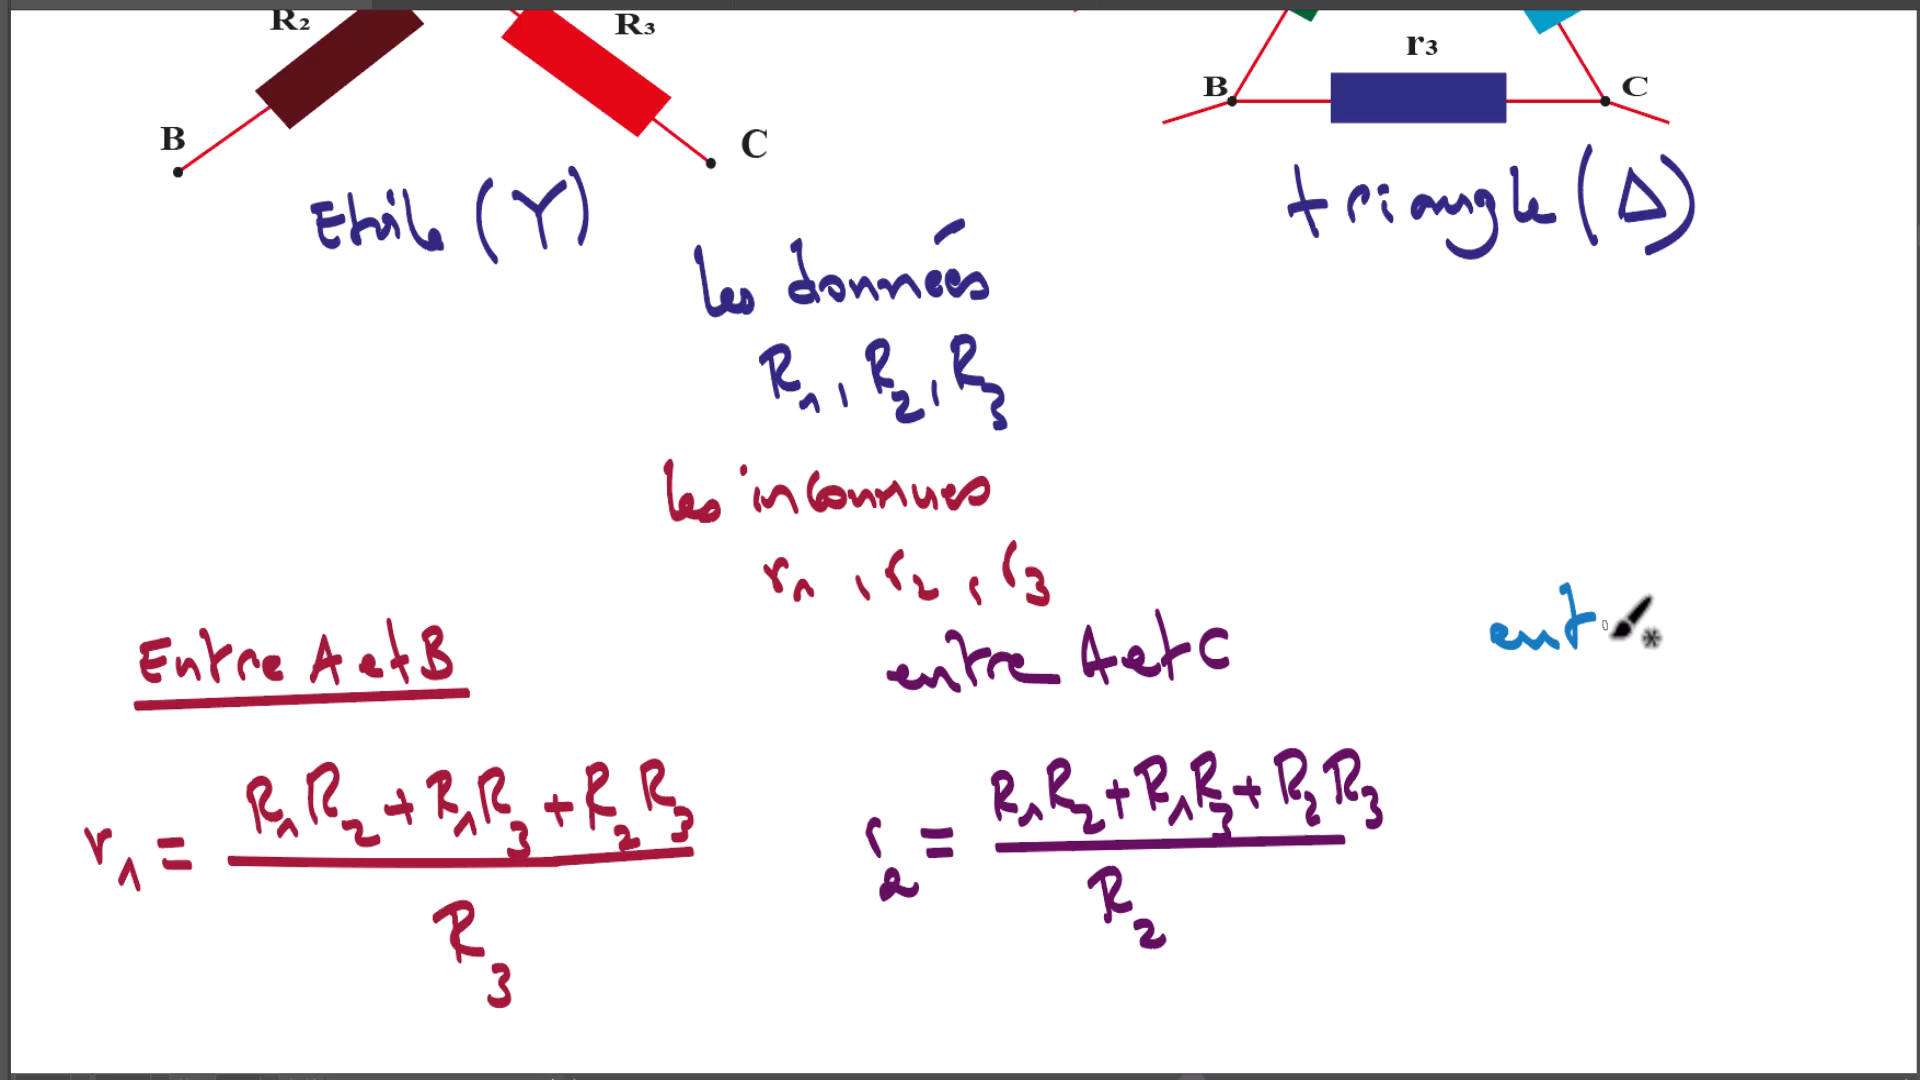 R₂
R₃
B
C
r₃
B
C
Etoile (Y)
triangle (Δ)
les données
R₁, R₂, R₃
les inconnues
r₁, r₂, r₃
Entre A et B
entre A et C
ent
r₁ = (R₁R₂ + R₁R₃ + R₂R₃) / R₃
r₂ = (R₁R₂ + R₁R₃ + R₂R₃) / R₂